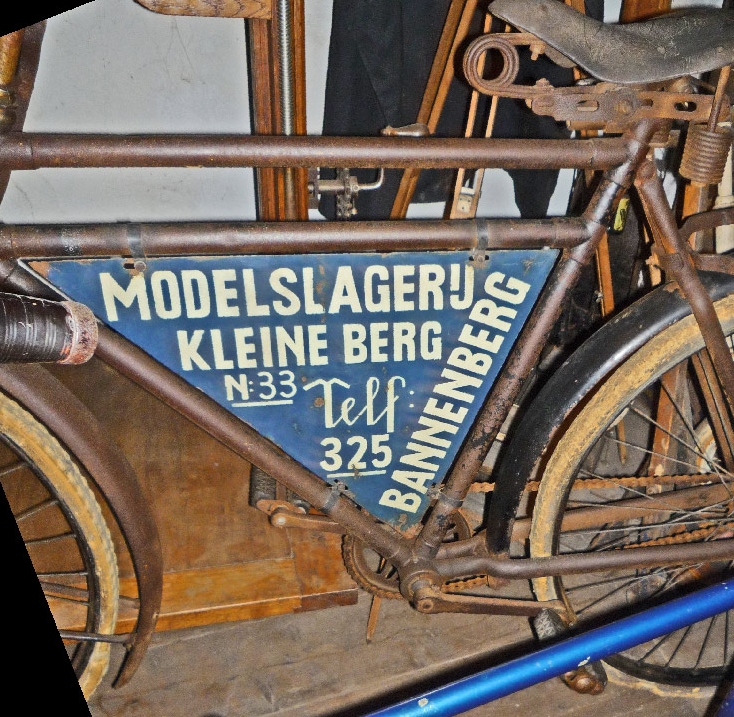 MODELSLAGERIJ
KLEINE BERG
N:33 Telf:
325
BANNENBERG